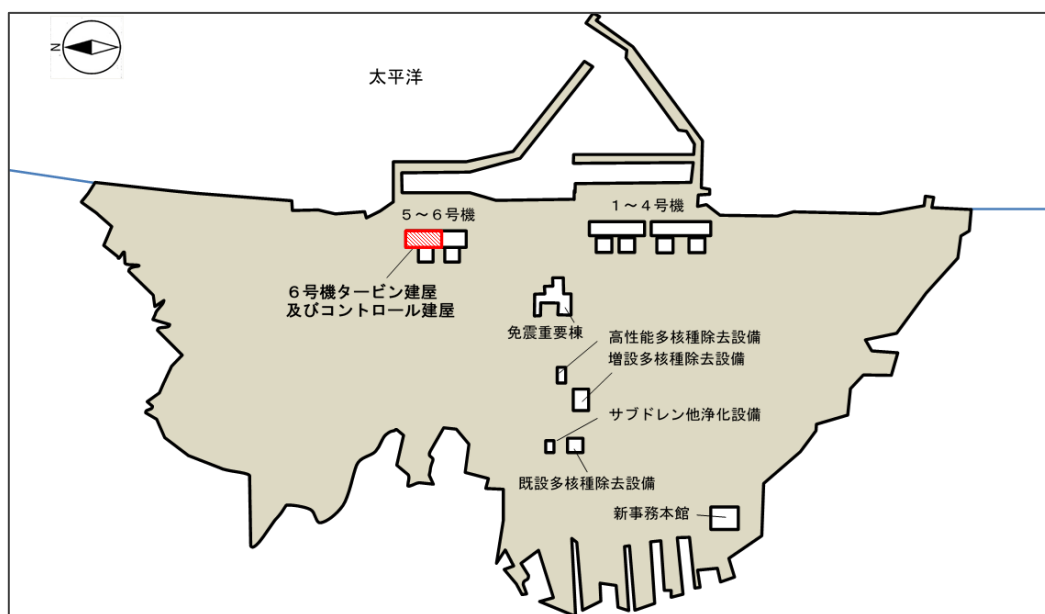 N
太平洋
５～６号機
１～４号機
６号機タービン建屋
及びコントロール建屋
免震重要棟
高性能多核種除去設備
増設多核種除去設備
サブドレン他浄化設備
既設多核種除去設備
新事務本館